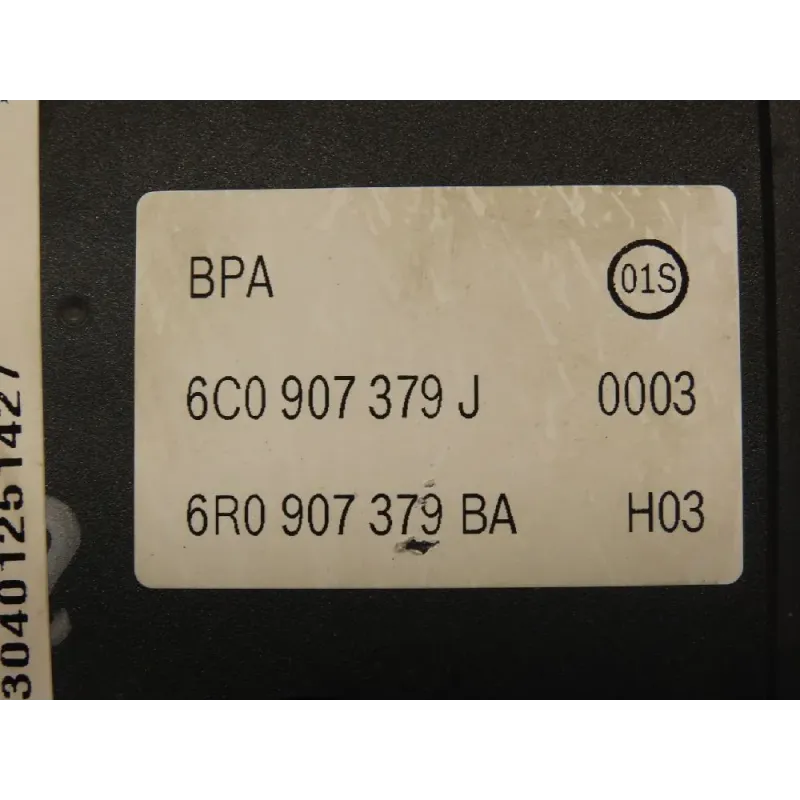 BPA 01S
6C0 907 379 J 0003
6R0 907 379 BA H03
30401251427